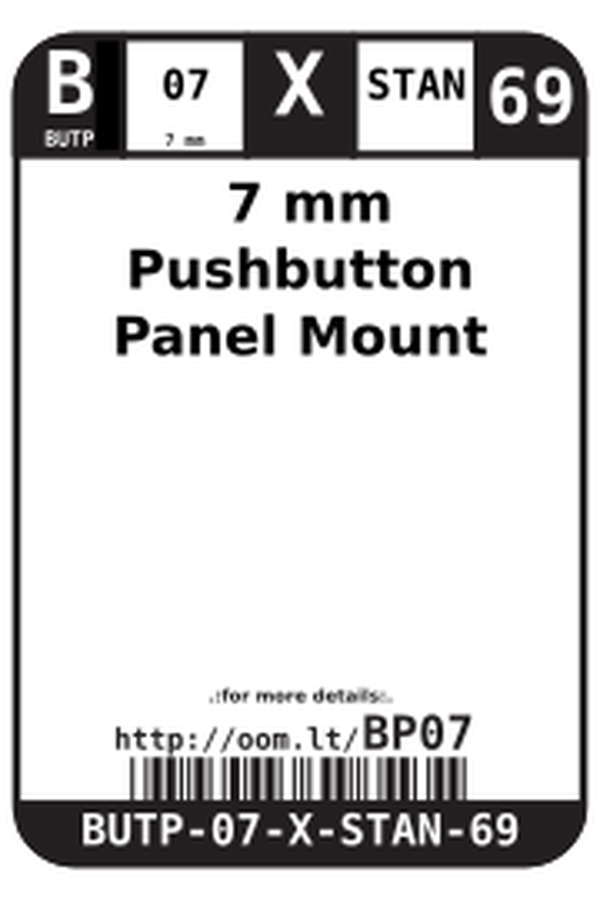 B 07 X STAN 69
BUTP 7 mm
7 mm
Pushbutton
Panel Mount
.:for more details:.
http://oom.lt/BP07
BUTP-07-X-STAN-69